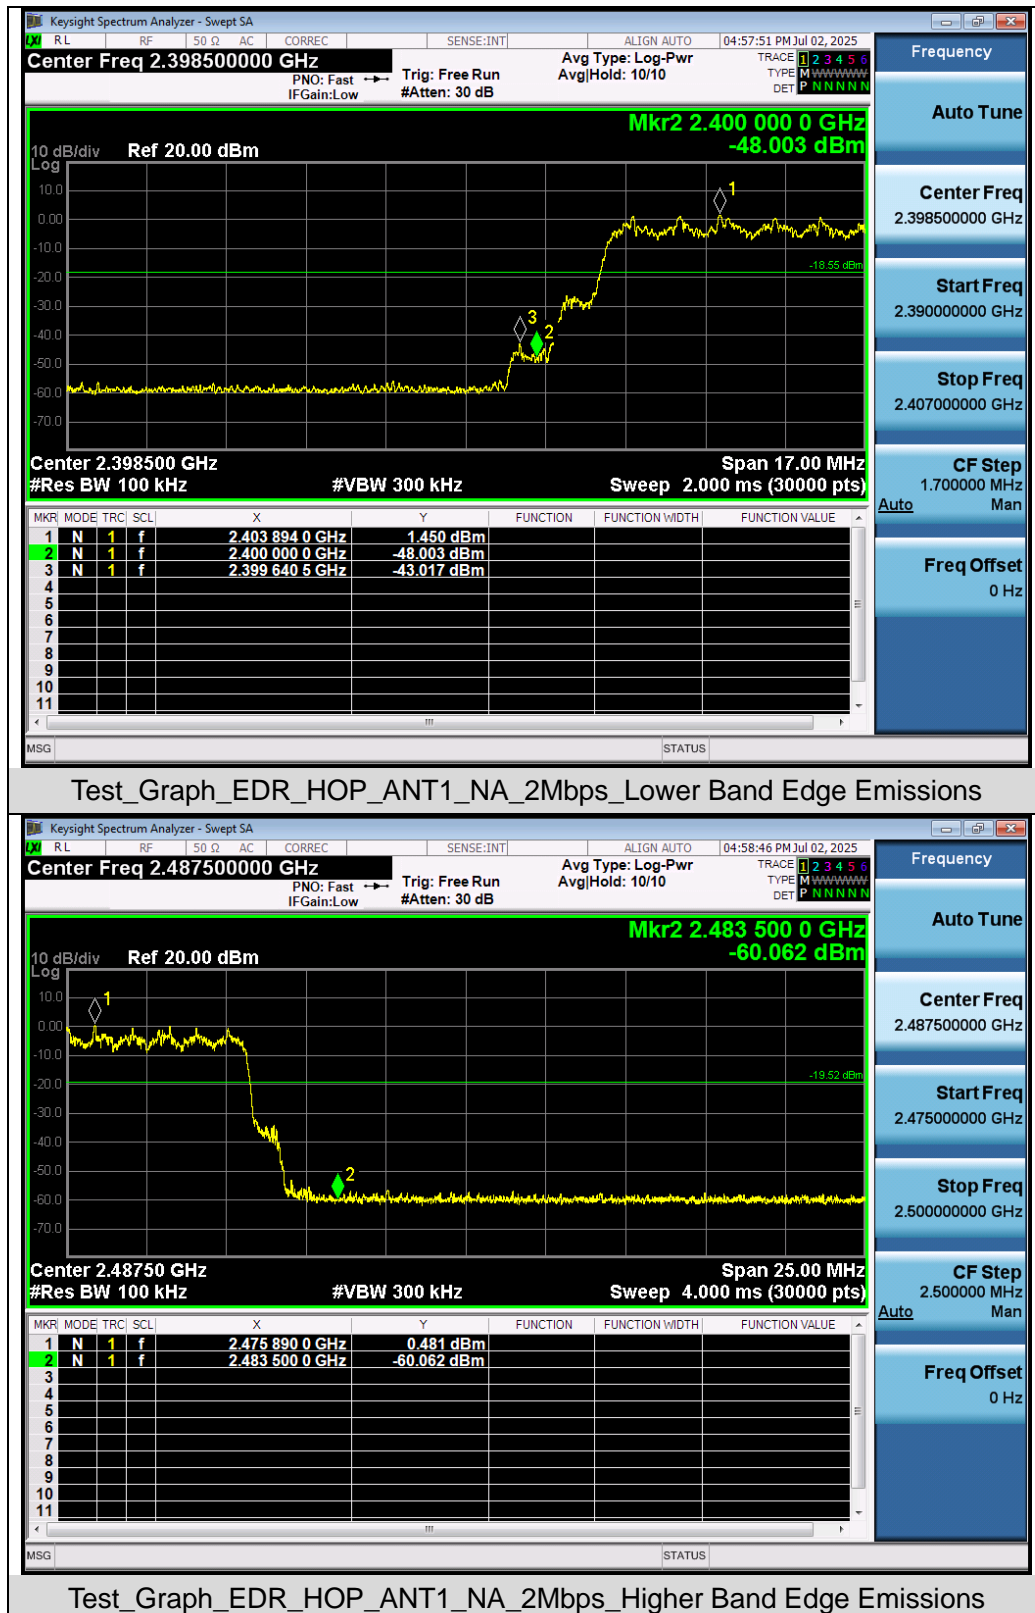 Keysight Spectrum Analyzer - Swept SA
LXI RL RF 50 Ω AC CORREC SENSE:INT ALIGN AUTO 04:57:51 PM Jul 02, 2025
Center Freq 2.398500000 GHz
PNO: Fast
IFGain:Low
Trig: Free Run
#Atten: 30 dB
Avg Type: Log-Pwr
Avg|Hold: 10/10
TRACE 1 2 3 4 5 6
TYPE M WWWWW
DET P N N N N N
Mkr2 2.400 000 0 GHz
-48.003 dBm
10 dB/div Ref 20.00 dBm
Log
10.0
0.00
-10.0
-20.0
-30.0
-40.0
-50.0
-60.0
-70.0
1
-18.55 dBm
3
2
Center 2.398500 GHz Span 17.00 MHz
#Res BW 100 kHz #VBW 300 kHz Sweep 2.000 ms (30000 pts)
MKR MODE TRC SCL X Y FUNCTION FUNCTION WIDTH FUNCTION VALUE
1 N 1 f 2.403 894 0 GHz 1.450 dBm
2 N 1 f 2.400 000 0 GHz -48.003 dBm
3 N 1 f 2.399 640 5 GHz -43.017 dBm
4
5
6
7
8
9
10
11
MSG STATUS
Frequency
Auto Tune
Center Freq
2.398500000 GHz
Start Freq
2.390000000 GHz
Stop Freq
2.407000000 GHz
CF Step
1.700000 MHz
Auto Man
Freq Offset
0 Hz
Test_Graph_EDR_HOP_ANT1_NA_2Mbps_Lower Band Edge Emissions
Keysight Spectrum Analyzer - Swept SA
LXI RL RF 50 Ω AC CORREC SENSE:INT ALIGN AUTO 04:58:46 PM Jul 02, 2025
Center Freq 2.487500000 GHz
PNO: Fast
IFGain:Low
Trig: Free Run
#Atten: 30 dB
Avg Type: Log-Pwr
Avg|Hold: 10/10
TRACE 1 2 3 4 5 6
TYPE M WWWWW
DET P N N N N N
Mkr2 2.483 500 0 GHz
-60.062 dBm
10 dB/div Ref 20.00 dBm
Log
10.0
0.00
-10.0
-20.0
-30.0
-40.0
-50.0
-60.0
-70.0
1
-19.52 dBm
2
Center 2.48750 GHz Span 25.00 MHz
#Res BW 100 kHz #VBW 300 kHz Sweep 4.000 ms (30000 pts)
MKR MODE TRC SCL X Y FUNCTION FUNCTION WIDTH FUNCTION VALUE
1 N 1 f 2.475 890 0 GHz 0.481 dBm
2 N 1 f 2.483 500 0 GHz -60.062 dBm
3
4
5
6
7
8
9
10
11
MSG STATUS
Frequency
Auto Tune
Center Freq
2.487500000 GHz
Start Freq
2.475000000 GHz
Stop Freq
2.500000000 GHz
CF Step
2.500000 MHz
Auto Man
Freq Offset
0 Hz
Test_Graph_EDR_HOP_ANT1_NA_2Mbps_Higher Band Edge Emissions